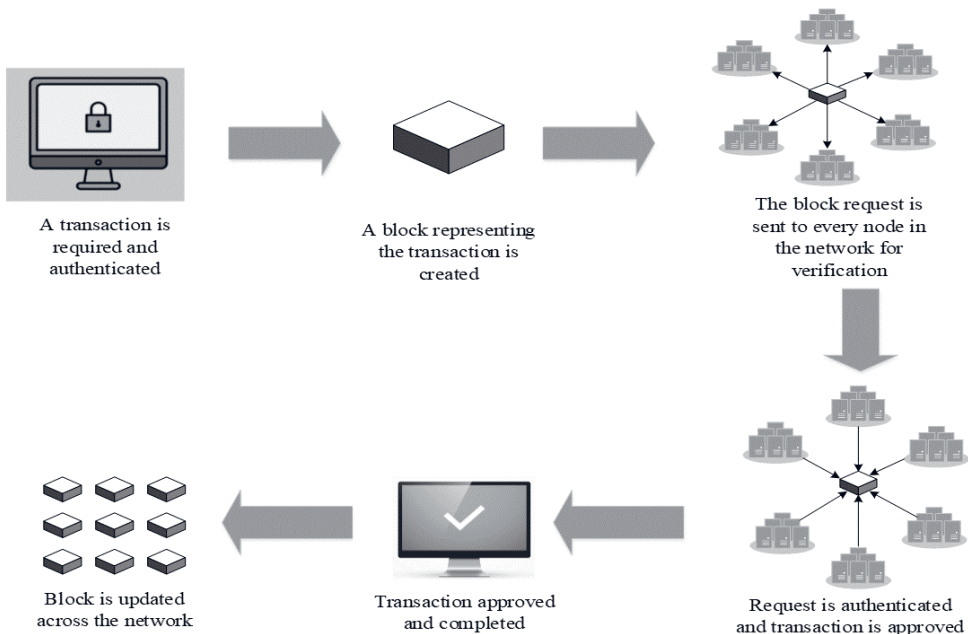 A transaction is
required and
authenticated
A block representing
the transaction is
created
The block request is
sent to every node in
the network for
verification
Request is authenticated
and transaction is approved
Transaction approved
and completed
Block is updated
across the network